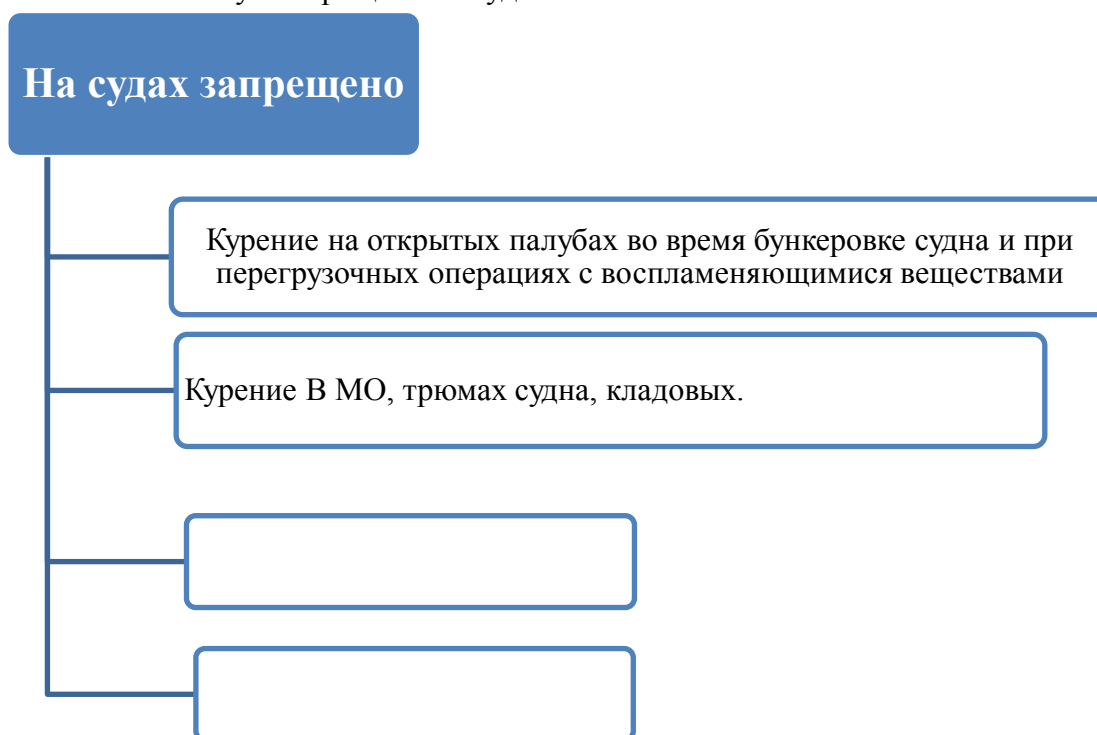 На судах запрещено
Курение на открытых палубах во время бункеровке судна и при
перегрузочных операциях с воспламеняющимися веществами
Курение В МО, трюмах судна, кладовых.